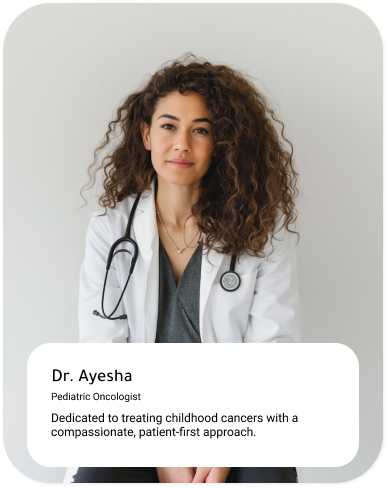 Dr. Ayesha
Pediatric Oncologist
Dedicated to treating childhood cancers with a
compassionate, patient-first approach.